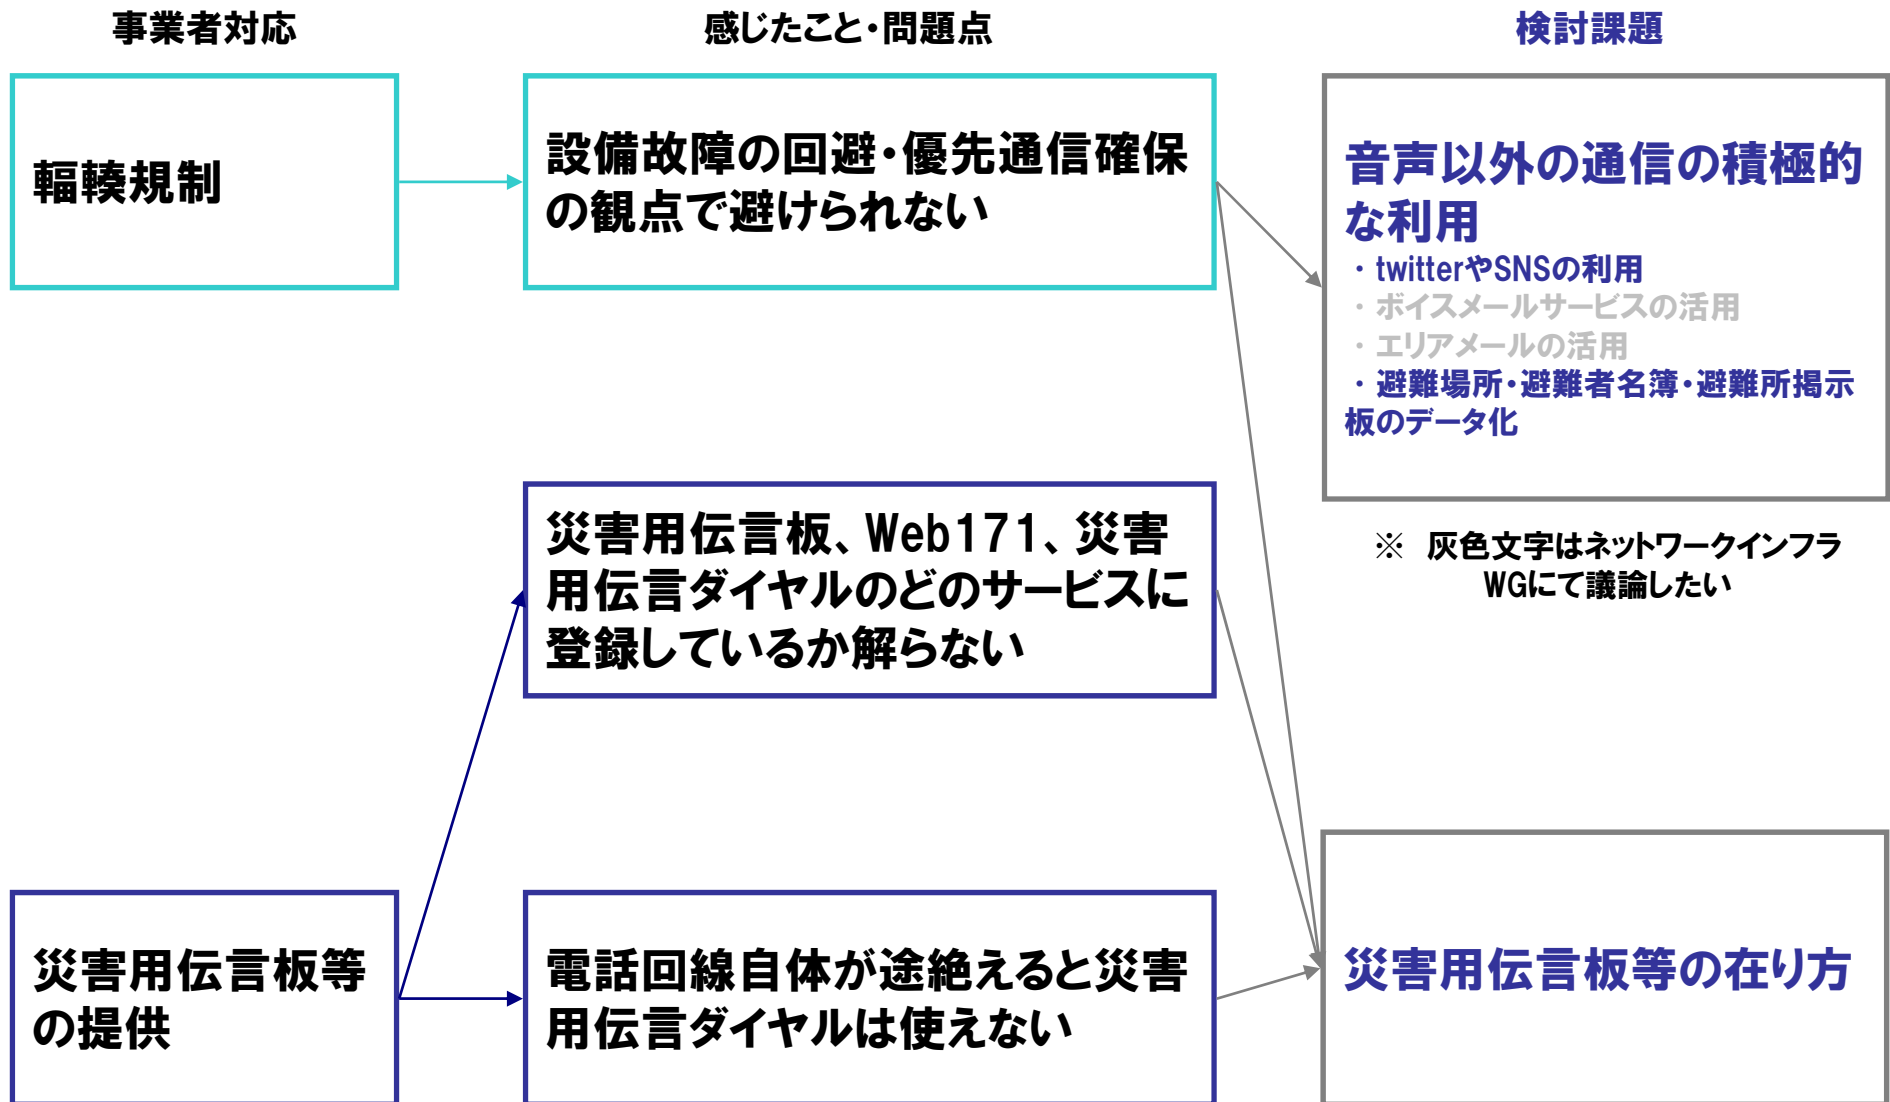 事業者対応
感じたこと・問題点
検討課題
輻輳規制
設備故障の回避・優先通信確保
の観点で避けられない
音声以外の通信の積極的
な利用
・twitterやSNSの利用
・ボイスメールサービスの活用
・エリアメールの活用
・避難場所・避難者名簿・避難所掲示
板のデータ化
※ 灰色文字はネットワークインフラ
WGにて議論したい
災害用伝言板、Web171、災害
用伝言ダイヤルのどのサービスに
登録しているか解らない
災害用伝言板等
の提供
電話回線自体が途絶えると災害
用伝言ダイヤルは使えない
災害用伝言板等の在り方